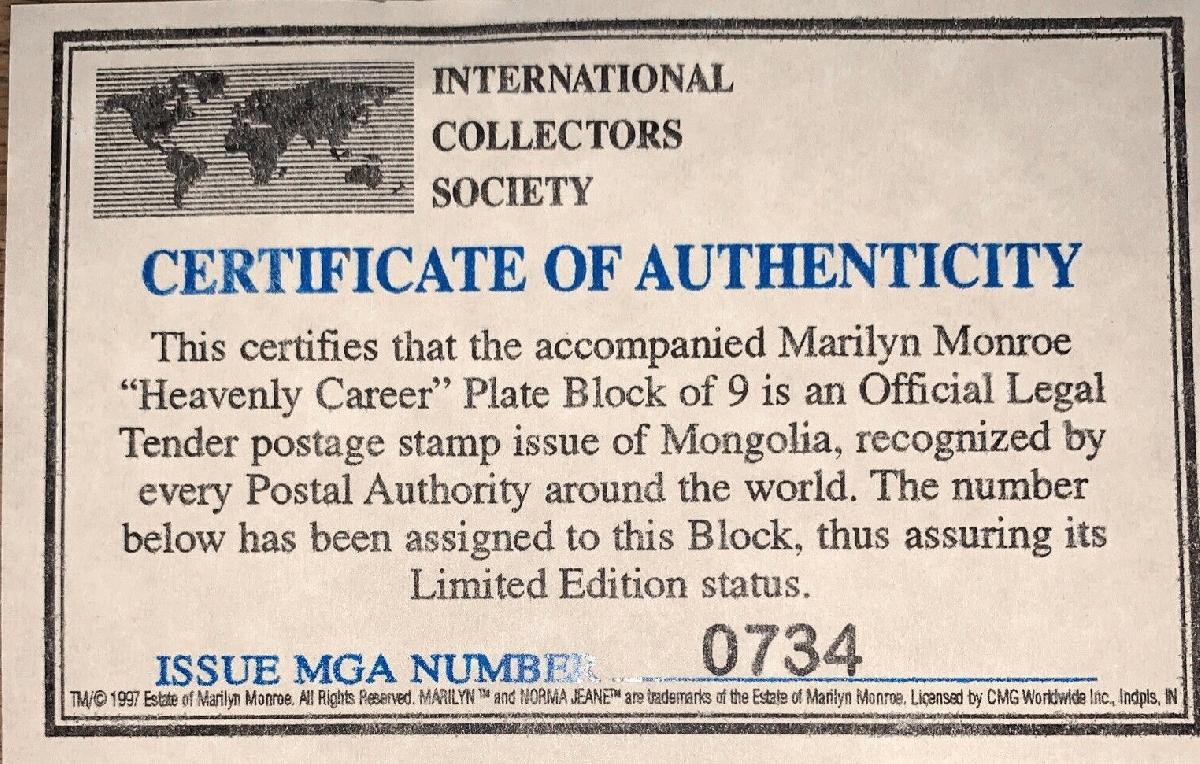 INTERNATIONAL
COLLECTORS
SOCIETY
CERTIFICATE OF AUTHENTICITY
This certifies that the accompanied Marilyn Monroe
“Heavenly Career” Plate Block of 9 is an Official Legal
Tender postage stamp issue of Mongolia, recognized by
every Postal Authority around the world. The number
below has been assigned to this Block, thus assuring its
Limited Edition status.
ISSUE MGA NUMBER 0734
TM/© 1997 Estate of Marilyn Monroe. All Rights Reserved. MARILYN™ and NORMA JEANE™ are trademarks of the Estate of Marilyn Monroe. Licensed by CMG Worldwide Inc., Indpls, IN